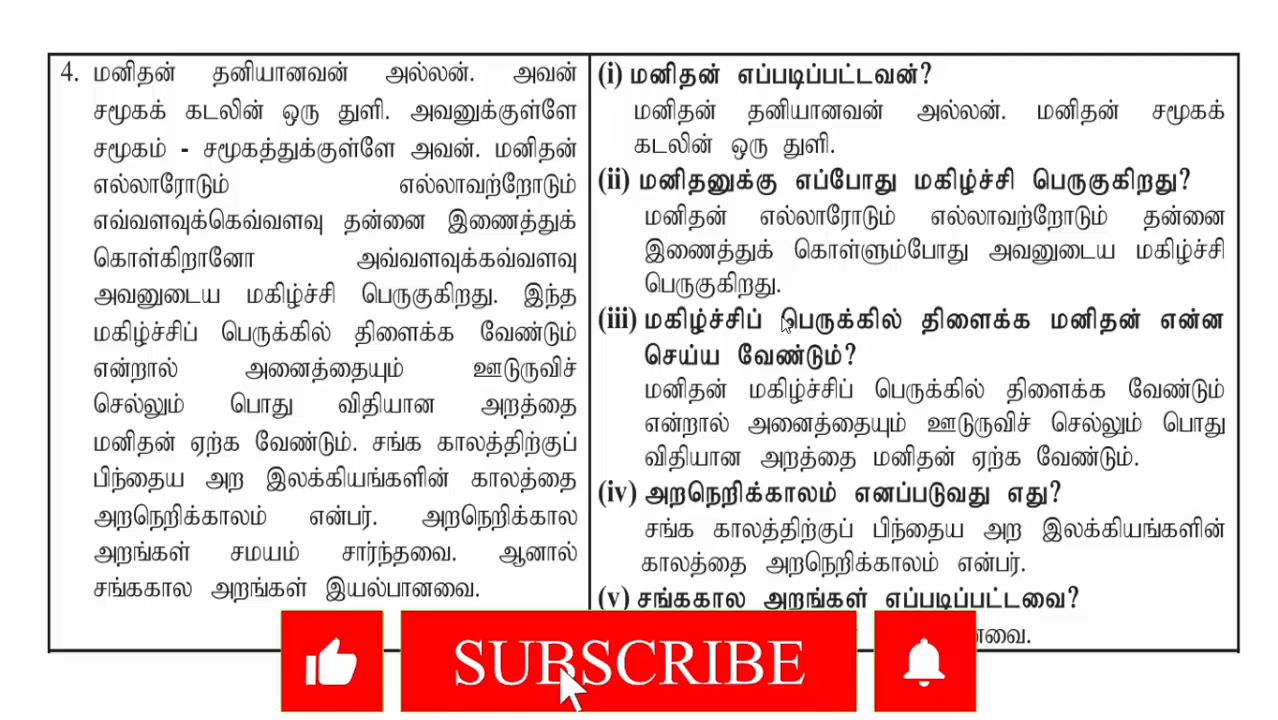 4. மனிதன் தனியானவன் அல்லன். அவன்
சமூகக் கடலின் ஒரு துளி. அவனுக்குள்ளே
சமூகம் - சமூகத்துக்குள்ளே அவன். மனிதன்
எல்லாரோடும் எல்லாவற்றோடும்
எவ்வளவுக்கெவ்வளவு தன்னை இணைத்துக்
கொள்கிறானோ அவ்வளவுக்கவ்வளவு
அவனுடைய மகிழ்ச்சி பெருகுகிறது. இந்த
மகிழ்ச்சிப் பெருக்கில் திளைக்க வேண்டும்
என்றால் அனைத்தையும் ஊடுருவிச்
செல்லும் பொது விதியான அறத்தை
மனிதன் ஏற்க வேண்டும். சங்க காலத்திற்குப்
பிந்தைய அற இலக்கியங்களின் காலத்தை
அறநெறிக்காலம் என்பர். அறநெறிக்கால
அறங்கள் சமயம் சார்ந்தவை. ஆனால்
சங்ககால அறங்கள் இயல்பானவை.
(i) மனிதன் எப்படிப்பட்டவன்?
மனிதன் தனியானவன் அல்லன். மனிதன் சமூகக்
கடலின் ஒரு துளி.
(ii) மனிதனுக்கு எப்போது மகிழ்ச்சி பெருகுகிறது?
மனிதன் எல்லாரோடும் எல்லாவற்றோடும் தன்னை
இணைத்துக் கொள்ளும்போது அவனுடைய மகிழ்ச்சி
பெருகுகிறது.
(iii) மகிழ்ச்சிப் பெருக்கில் திளைக்க மனிதன் என்ன
செய்ய வேண்டும்?
மனிதன் மகிழ்ச்சிப் பெருக்கில் திளைக்க வேண்டும்
என்றால் அனைத்தையும் ஊடுருவிச் செல்லும் பொது
விதியான அறத்தை மனிதன் ஏற்க வேண்டும்.
(iv) அறநெறிக்காலம் எனப்படுவது எது?
சங்க காலத்திற்குப் பிந்தைய அற இலக்கியங்களின்
காலத்தை அறநெறிக்காலம் என்பர்.
(v) சங்ககால அறங்கள் எப்படிப்பட்டவை?
SUBSCRIBE